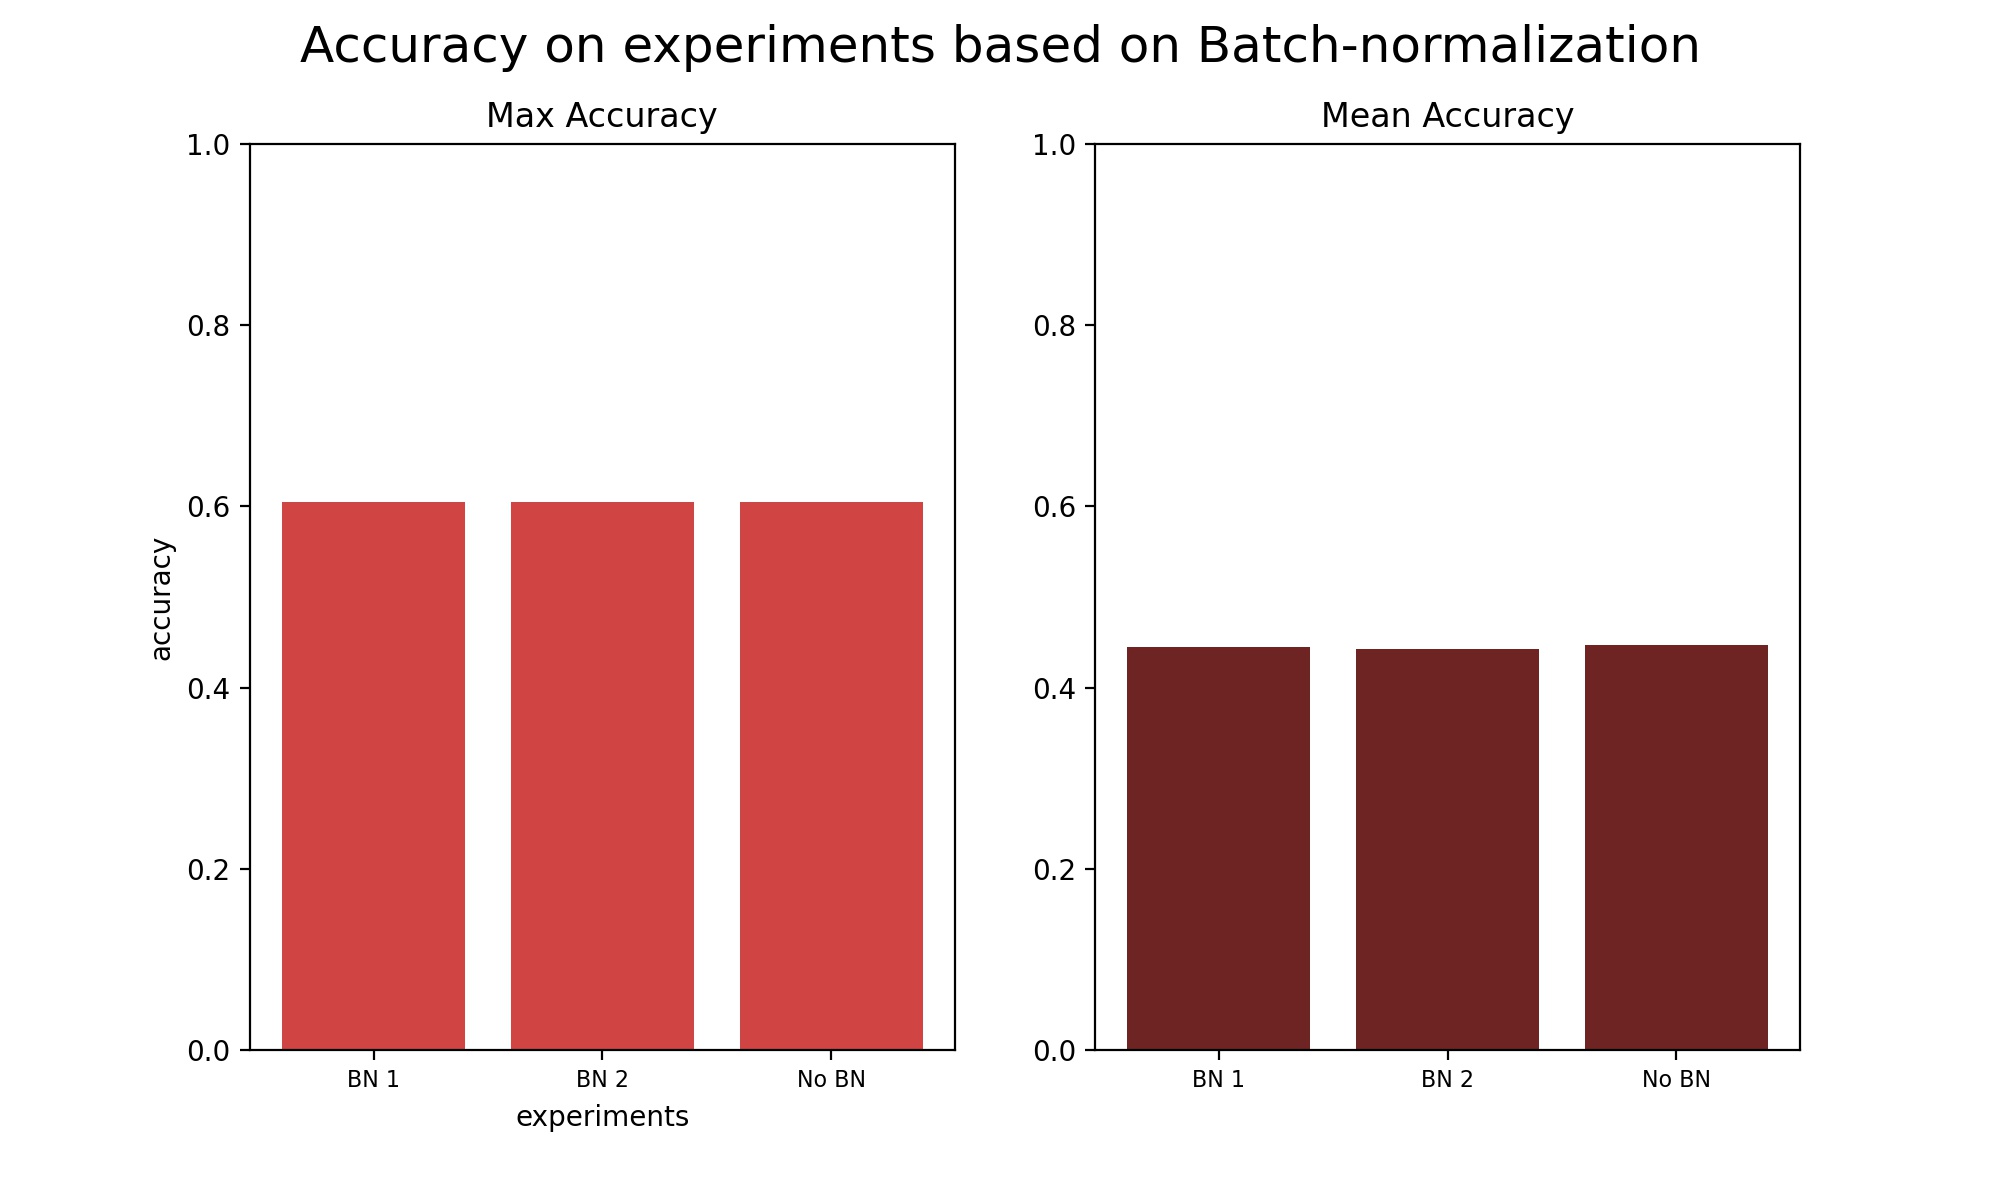 Accuracy on experiments based on Batch-normalization
Max Accuracy
1.0
0.8
0.6
0.4
0.2
0.0
accuracy
BN 1 BN 2 No BN
experiments
Mean Accuracy
1.0
0.8
0.6
0.4
0.2
0.0
BN 1 BN 2 No BN